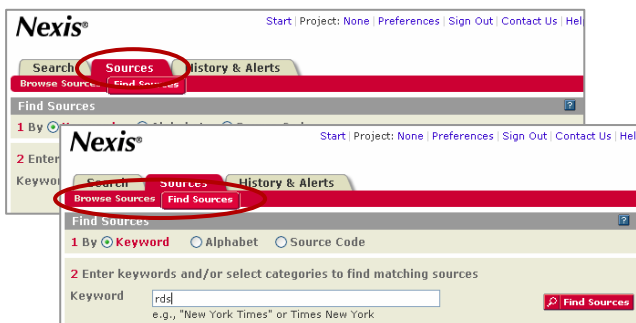 Nexis®
Start | Project: None | Preferences | Sign Out | Contact Us | Hel
Search Sources History & Alerts
Browse Sources Find Sources
Find Sources ?
1 By
2 Enter
Keywo
Nexis®
Start | Project: None | Preferences | Sign Out | Contact Us | Hel
Search Sources History & Alerts
Browse Sources Find Sources
Find Sources ?
1 By Keyword Alphabet Source Code
2 Enter keywords and/or select categories to find matching sources
Keyword rds Find Sources
e.g., "New York Times" or Times New York